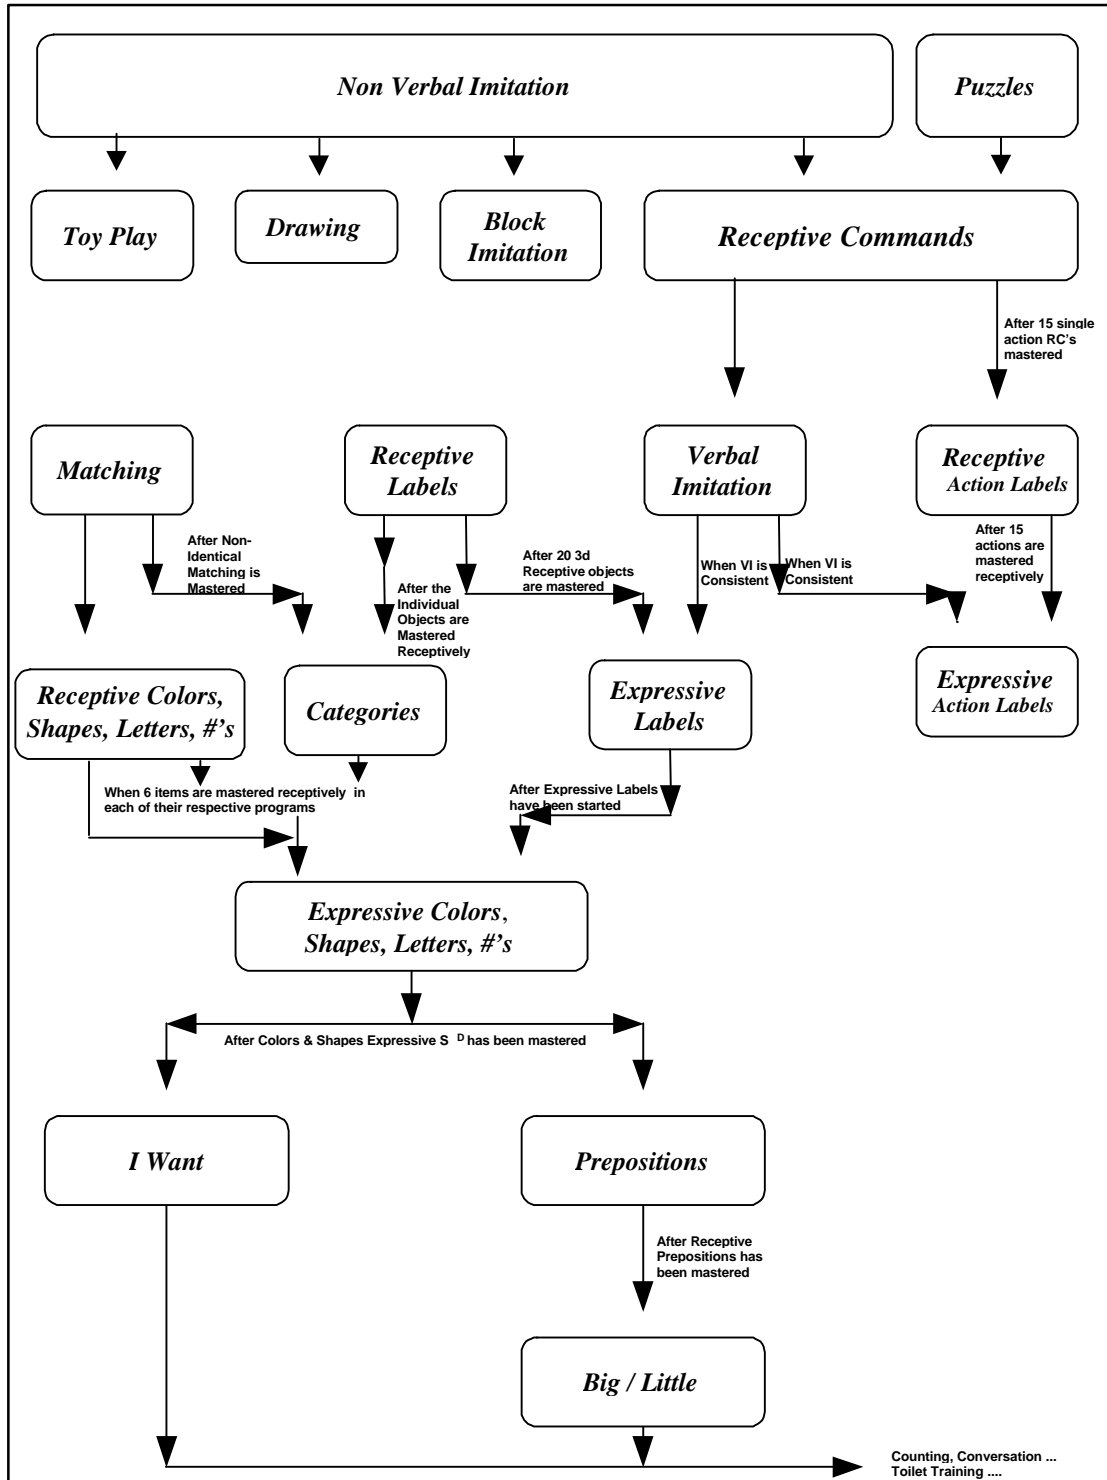 Non Verbal Imitation
Puzzles
Toy Play
Drawing
Block
Imitation
Receptive Commands
After 15 single
action RC's
mastered
Matching
Receptive
Labels
Verbal
Imitation
Receptive
Action Labels
After Non-
Identical
Matching is
Mastered
After the
Individual
Objects are
Mastered
Receptively
After 20 3d
Receptive objects
are mastered
When VI is
Consistent
When VI is
Consistent
After 15
actions are
mastered
receptively
Receptive Colors,
Shapes, Letters, #'s
Categories
Expressive
Labels
Expressive
Action Labels
When 6 items are mastered receptively in
each of their respective programs
After Expressive Labels
have been started
Expressive Colors,
Shapes, Letters, #'s
After Colors & Shapes Expressive S D has been mastered
I Want
Prepositions
After Receptive
Prepositions has
been mastered
Big / Little
Counting, Conversation ...
Toilet Training ....